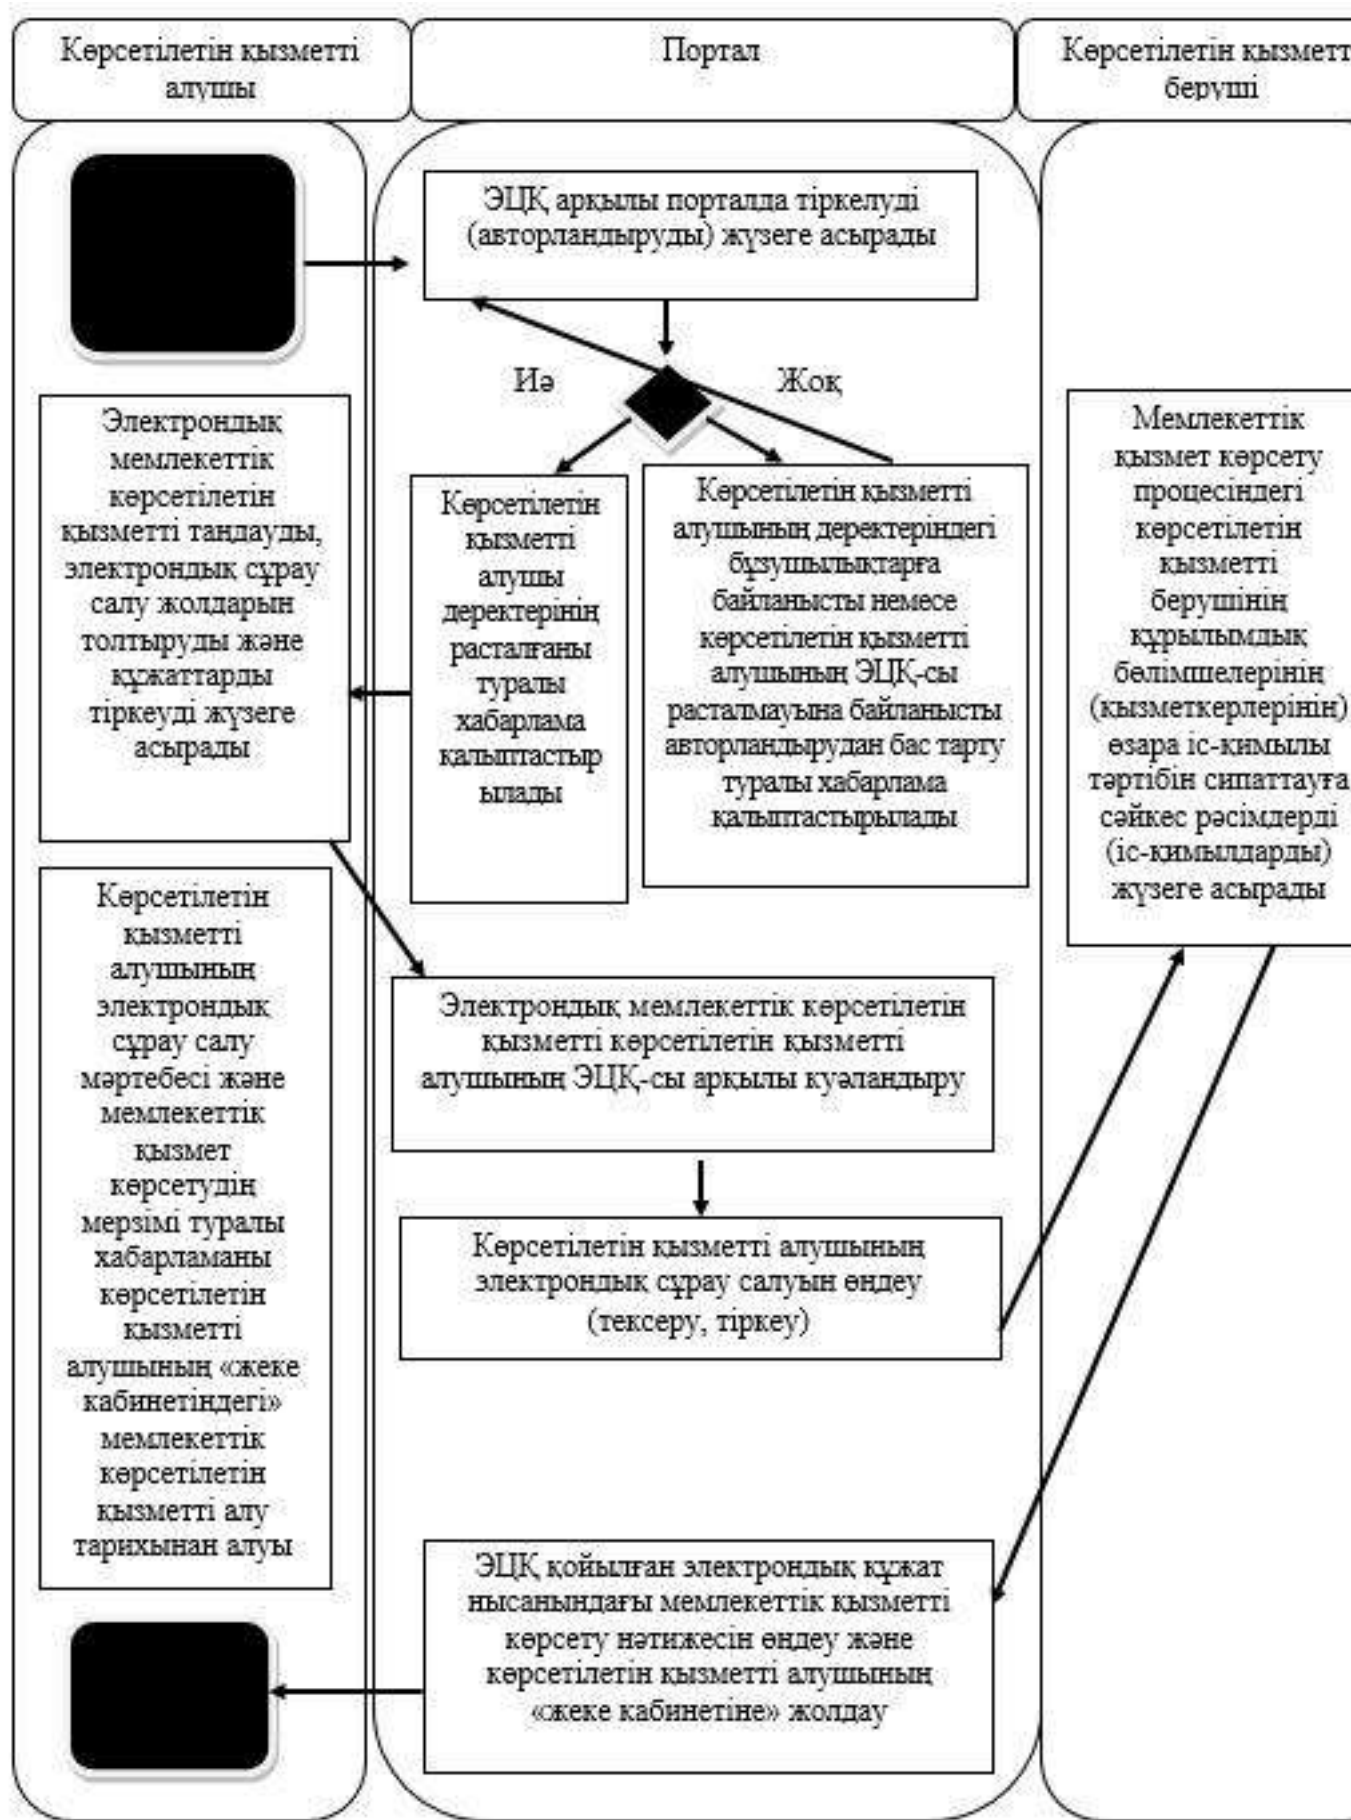 Көрсетілетін қызметті
алушы
Портал
Көрсетілетін қызметті
беруші
ЭЦҚ арқылы порталда тіркелуді
(авторландыруды) жүзеге асырады
Иә
Жоқ
Электрондық
мемлекеттік
көрсетілетін
қызметті таңдауды,
электрондық сұрау
салу жолдарын
толтыруды және
құжаттарды
тіркеуді жүзеге
асырады
Көрсетілетін
қызметті
алушы
деректерінің
расталғаны
туралы
хабарлама
қалыптастыр
ылады
Көрсетілетін қызметті
алушының деректеріндегі
бұзушылықтарға
байланысты немесе
көрсетілетін қызметті
алушының ЭЦҚ-сы
расталмауына байланысты
авторландырудан бас тарту
туралы хабарлама
қалыптастырылады
Мемлекеттік
қызмет көрсету
процесіндегі
көрсетілетін
қызметті
берушінің
құрылымдық
бөлімшелерінің
(қызметкерлерінің)
өзара іс-қимылы
тәртібін сипаттауға
сәйкес рәсімдерді
(іс-қимылдарды)
жүзеге асырады
Көрсетілетін
қызметті
алушының
электрондық
сұрау салу
мәртебесі және
мемлекеттік
қызмет
көрсетудің
мерзімі туралы
хабарламаны
көрсетілетін
қызметті
алушының «жеке
кабинетіндегі»
мемлекеттік
көрсетілетін
қызметті алу
тарихынан алуы
Электрондық мемлекеттік көрсетілетін
қызметті көрсетілетін қызметті
алушының ЭЦҚ-сы арқылы куәландыру
Көрсетілетін қызметті алушының
электрондық сұрау салуын өңдеу
(тексеру, тіркеу)
ЭЦҚ қойылған электрондық құжат
нысанындағы мемлекеттік қызметті
көрсету нәтижесін өңдеу және
көрсетілетін қызметті алушының
«жеке кабинетіне» жолдау